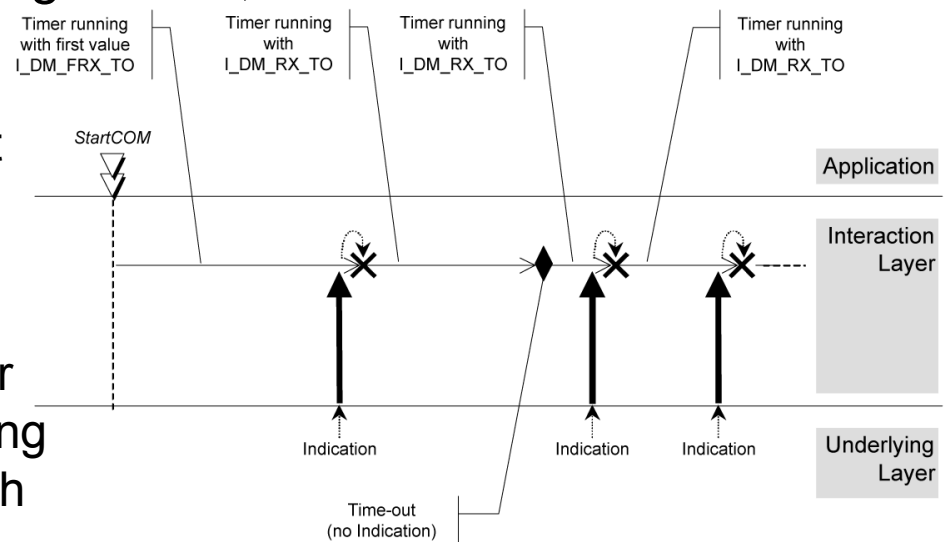 Timer running
with first value
I_DM_FRX_TO
Timer running
with
I_DM_RX_TO
Timer running
with
I_DM_RX_TO
Timer running
with
I_DM_RX_TO
StartCOM
Application
Interaction
Layer
r
ng
h
Indication
Indication
Indication
Underlying
Layer
Time-out
(no Indication)